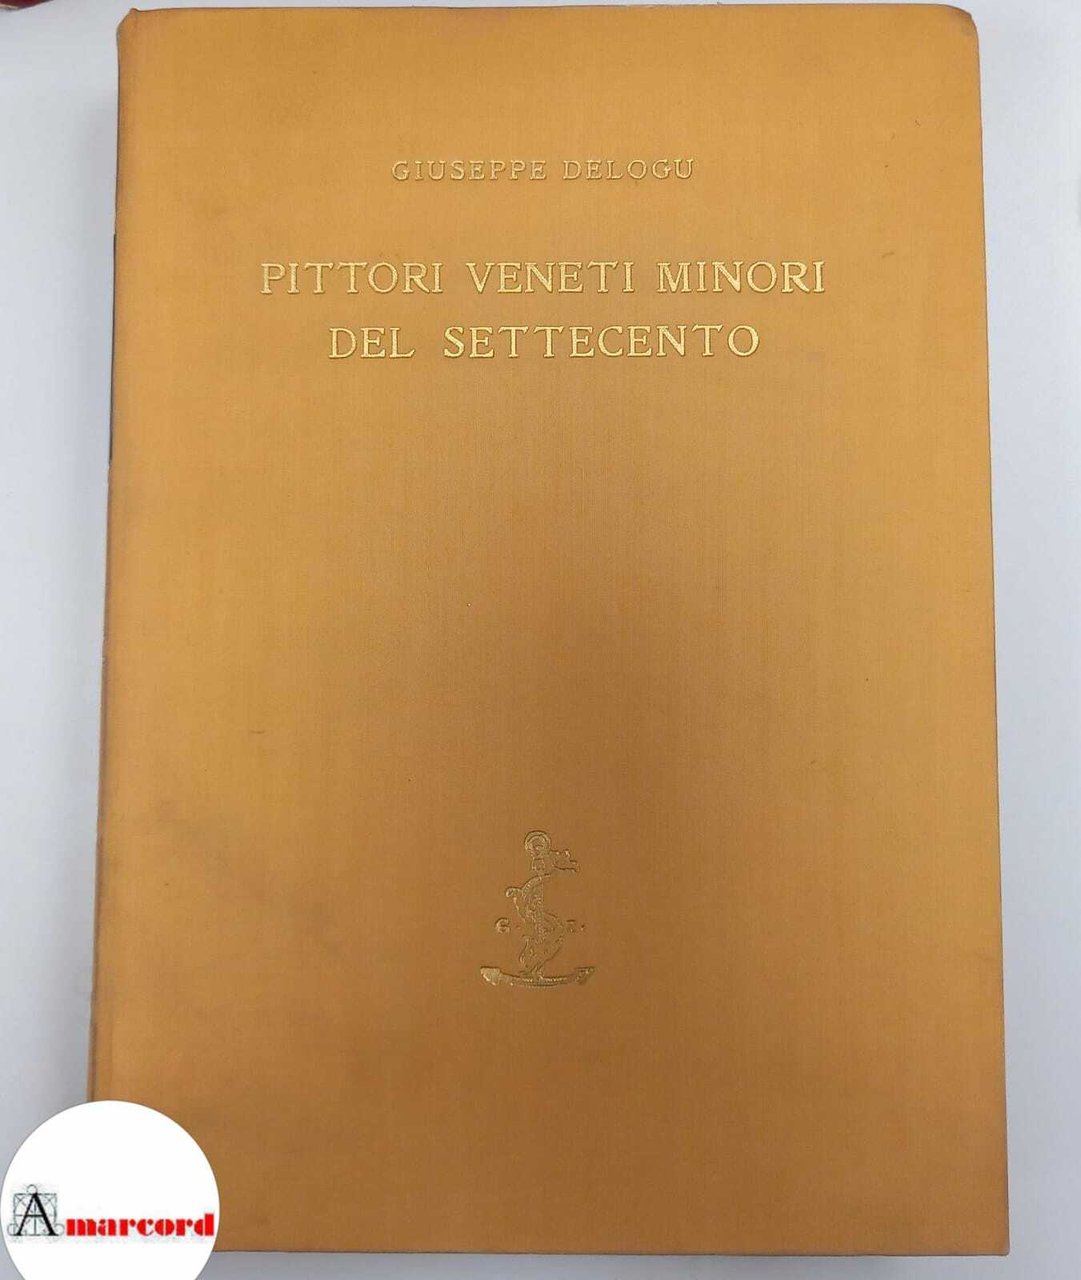 GIUSEPPE DELOGU
PITTORI VENETI MINORI
DEL SETTECENTO
Amarcord